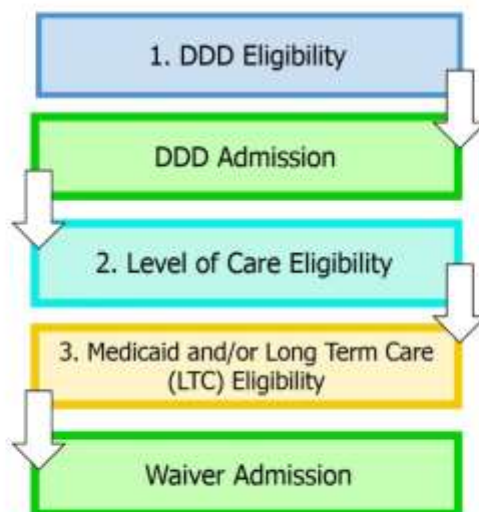 1. DDD Eligibility
DDD Admission
2. Level of Care Eligibility
3. Medicaid and/or Long Term Care
(LTC) Eligibility
Waiver Admission